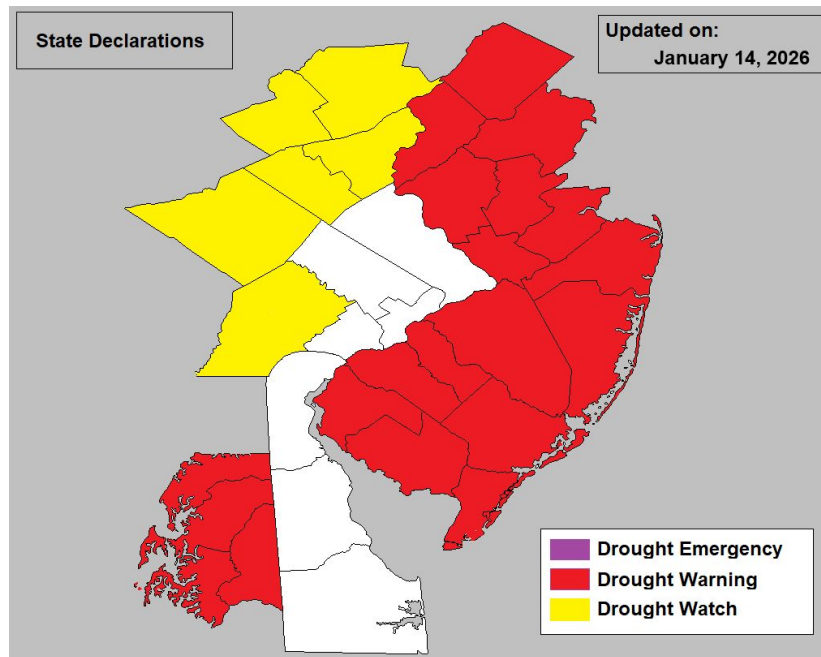 State Declarations
Updated on:
January 14, 2026
Drought Emergency
Drought Warning
Drought Watch